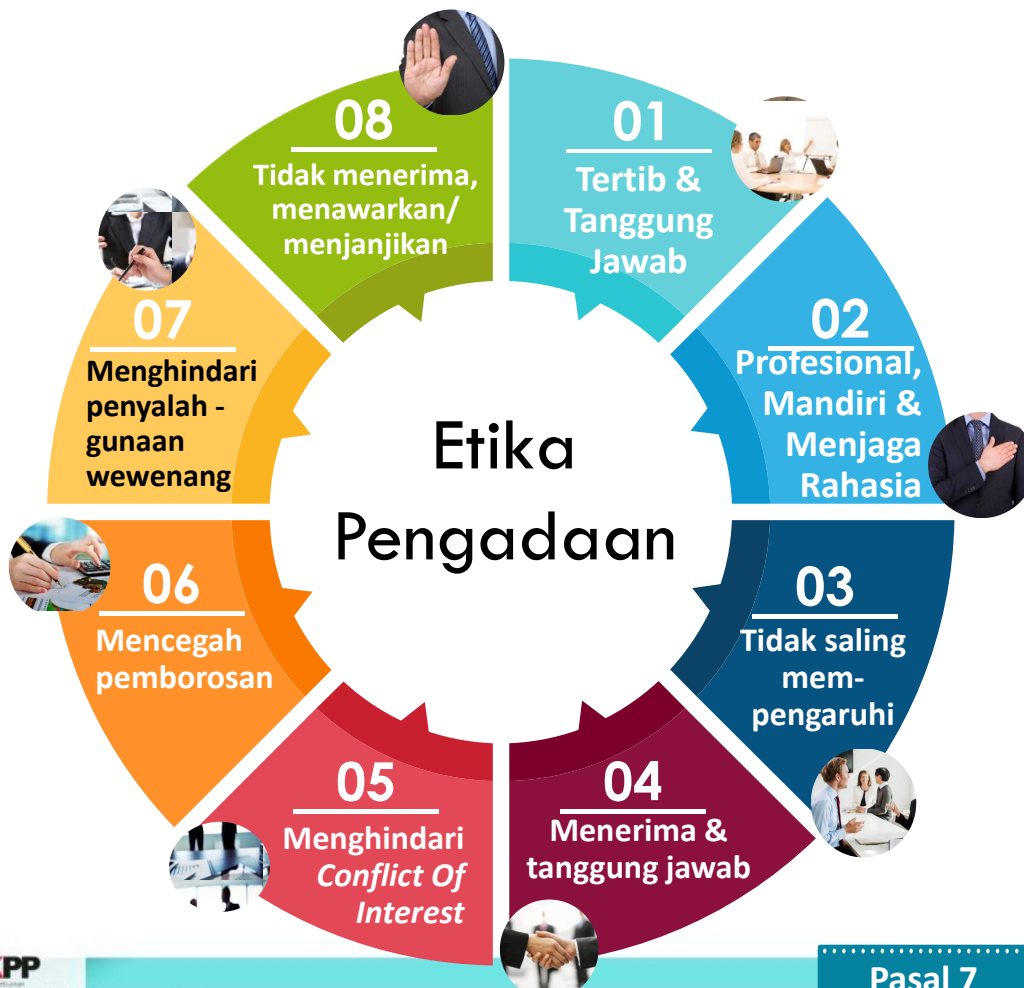 Etika
Pengadaan
01
Tertib &
Tanggung
Jawab
02
Profesional,
Mandiri &
Menjaga
Rahasia
03
Tidak saling
mem-
pengaruhi
04
Menerima &
tanggung jawab
05
Menghindari
Conflict Of
Interest
06
Mencegah
pemborosan
07
Menghindari
penyalah -
gunaan
wewenang
08
Tidak menerima,
menawarkan/
menjanjikan
PP
Pasal 7